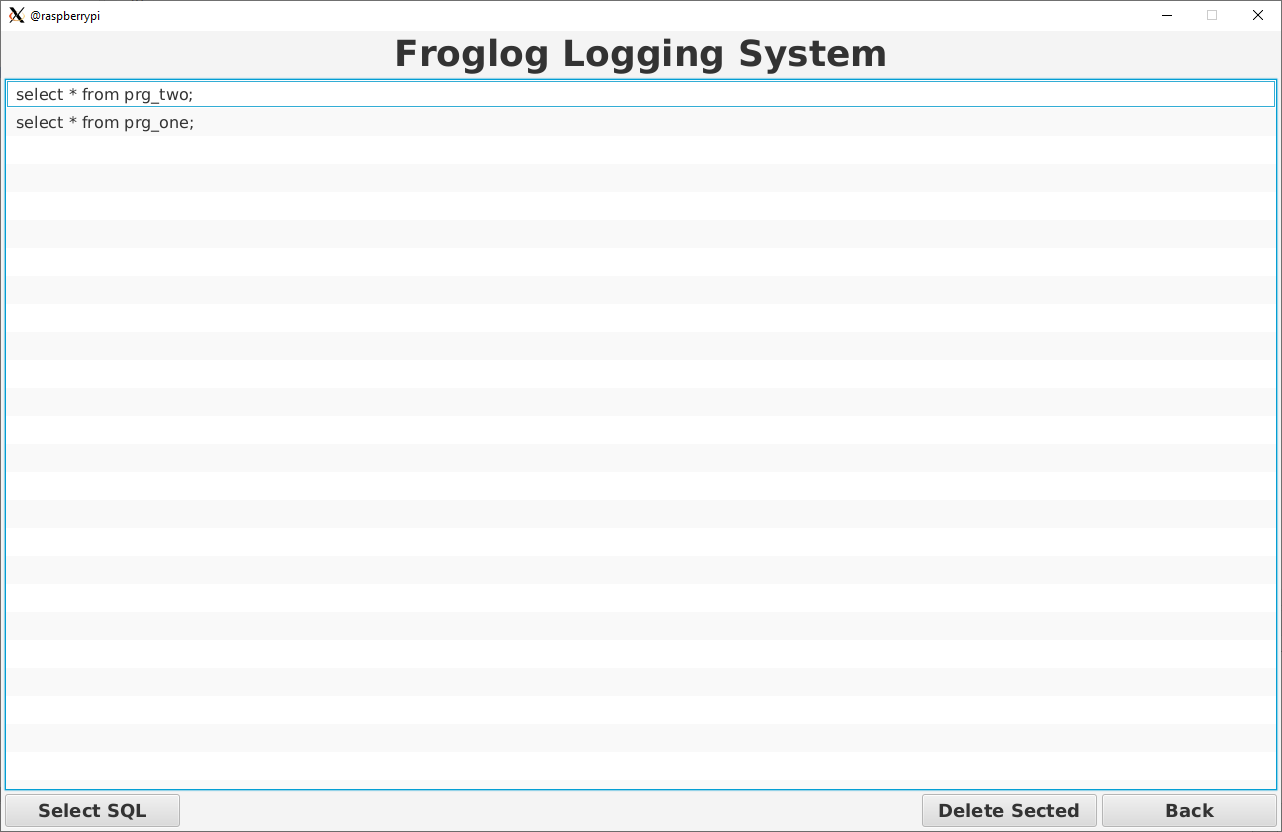 @raspberrypi
Froglog Logging System
select * from prg_two;
select * from prg_one;
Select SQL
Delete Sected
Back